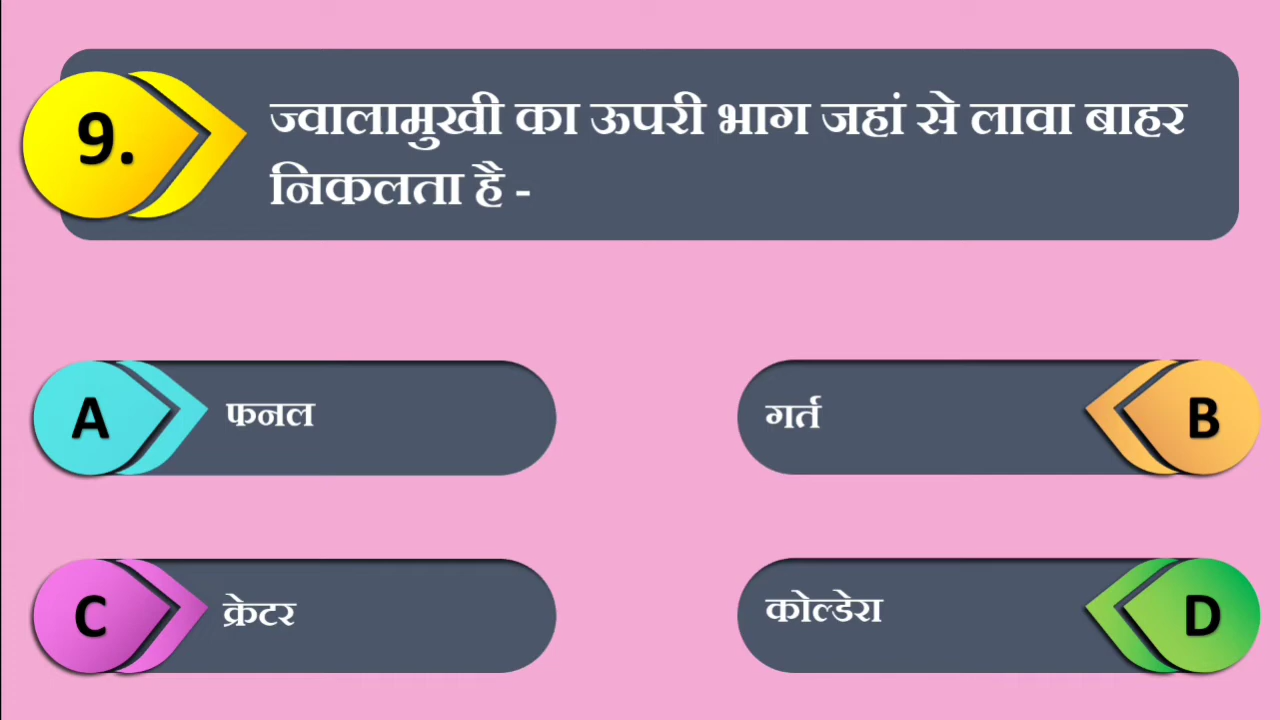 9.
ज्वालामुखी का ऊपरी भाग जहां से लावा बाहर
निकलता है -
A फनल
गर्त B
C क्रेटर
कोल्डेरा D